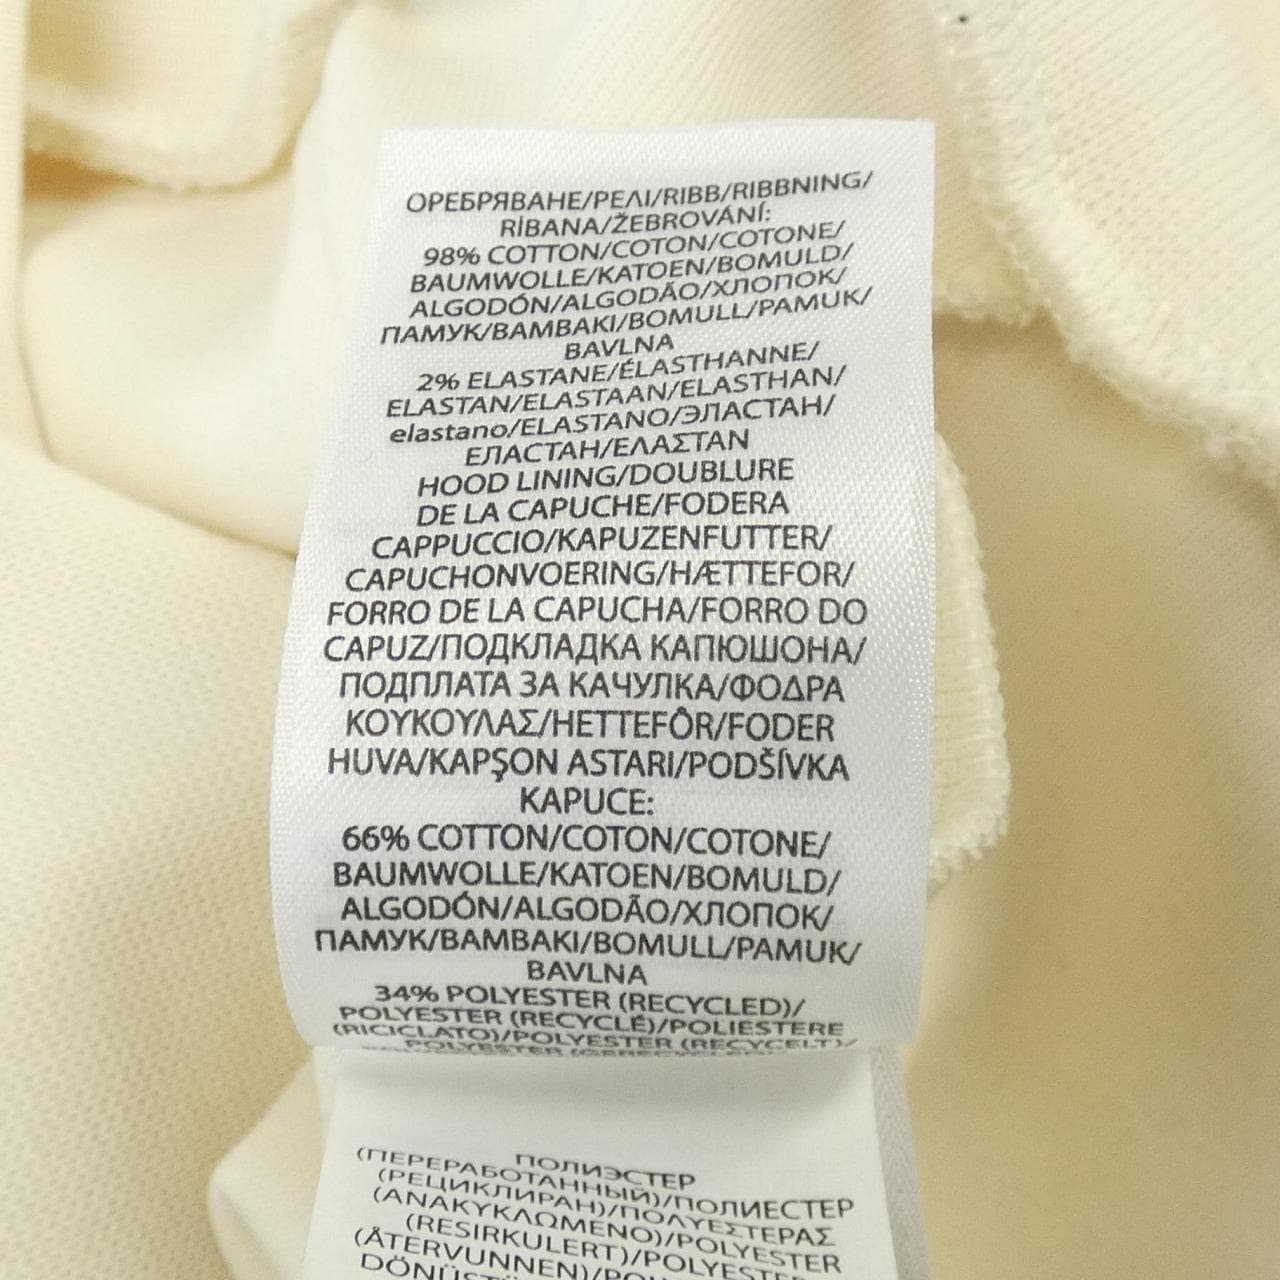 ОРЕБРЯВАНЕ/ΡΕΛΙ/RIBB/RIBBNING/
RİBANA/ŽEBROVÁNÍ:
98% COTTON/COTON/COTONE/
BAUMWOLLE/KATOEN/BOMULD/
ALGODÓN/ALGODÃO/ХЛОПОК/
ПАМУК/BAMBAKI/BOMULL/PAMUK/
BAVLNA
2% ELASTANE/ÉLASTHANNE/
ELASTAN/ELASTAAN/ELASTHAN/
elastano/ELASTANO/ЭЛАСТАН/
ЕЛАСТАН/ΕΛΑΣΤΑΝ
HOOD LINING/DOUBLURE
DE LA CAPUCHE/FODERA
CAPPUCCIO/KAPUZENFUTTER/
CAPUCHONVOERING/HÆTTEFOR/
FORRO DE LA CAPUCHA/FORRO DO
CAPUZ/ПОДКЛАДКА КАПЮШОНА/
ПОДПЛАТА ЗА КАЧУЛКА/ΦΟΔΡΑ
ΚΟΥΚΟΥΛΑΣ/HETTEFÔR/FODER
HUVA/KAPŞON ASTARI/PODŠÍVKA
KAPUCE:
66% COTTON/COTON/COTONE/
BAUMWOLLE/KATOEN/BOMULD/
ALGODÓN/ALGODÃO/ХЛОПОК/
ПАМУК/BAMBAKI/BOMULL/PAMUK/
BAVLNA
34% POLYESTER (RECYCLED)/
POLYESTER (RECYCLÉ)/POLIESTERE
(RICICLATO)/POLYESTER (RECYCELT)/
POLYESTER (GERECYCLED)/
ПОЛИЭСТЕР
(ПЕРЕРАБОТАННЫЙ)/ПОЛИЕСТЕР
(РЕЦИКЛИРАН)/ΠΟΛΥΕΣΤΕΡΑΣ
(ΑΝΑΚΥΚΛΩΜΕΝΟ)/POLYESTER
(RESIRKULERT)/POLYESTER
(ÅTERVUNNEN)/